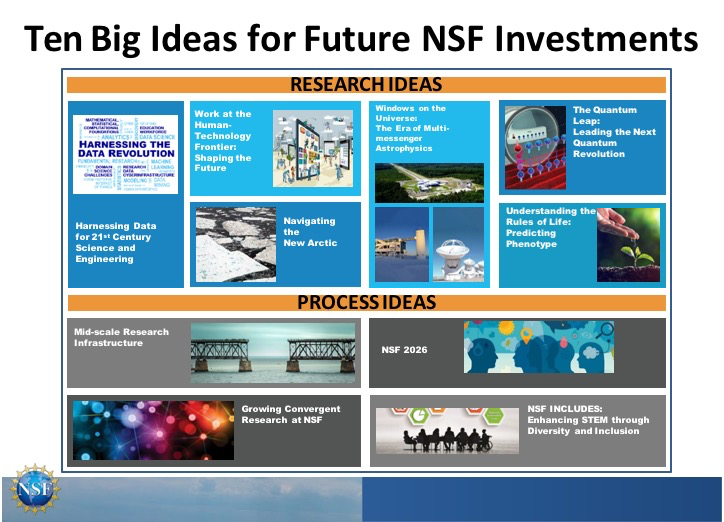 Ten Big Ideas for Future NSF Investments
RESEARCH IDEAS
HARNESSING THE
DATA REVOLUTION
Harnessing Data
for 21st Century
Science and
Engineering
Work at the
Human-
Technology
Frontier:
Shaping the
Future
Navigating
the
New Arctic
Windows on the
Universe:
The Era of Multi-
messenger
Astrophysics
The Quantum
Leap:
Leading the Next
Quantum
Revolution
Understanding the
Rules of Life:
Predicting
Phenotype
PROCESS IDEAS
Mid-scale Research
Infrastructure
NSF 2026
Growing Convergent
Research at NSF
NSF INCLUDES:
Enhancing STEM through
Diversity and Inclusion
NSF